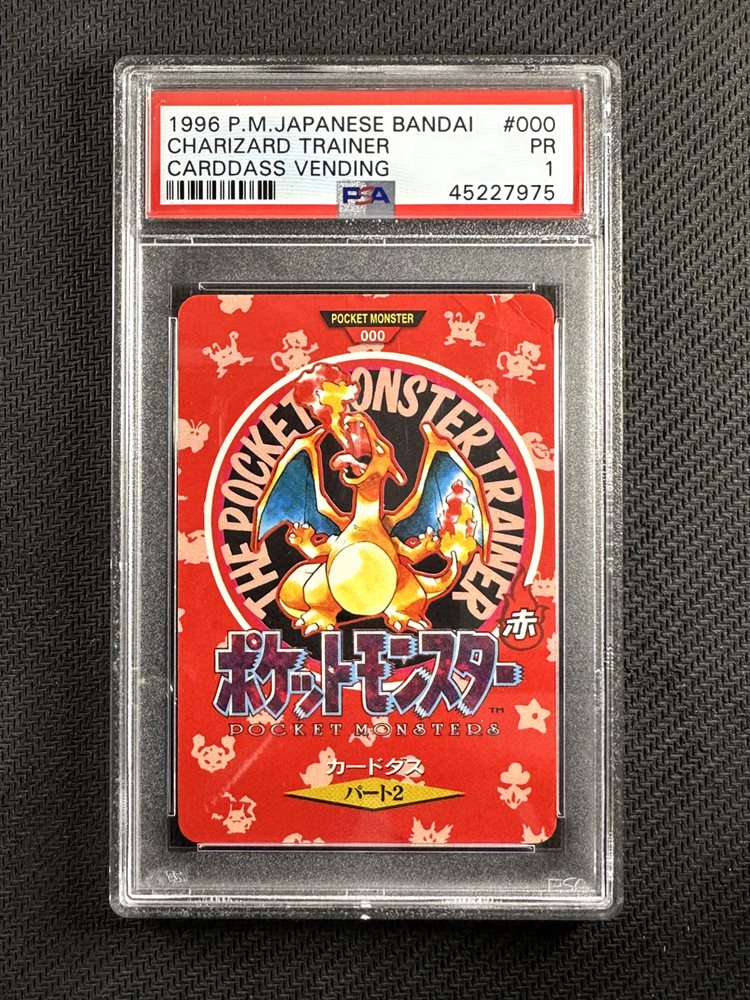 1996 P.M.JAPANESE BANDAI #000
CHARIZARD TRAINER PR
CARDDASS VENDING 1
PSA 45227975
POCKET MONSTER
000
THE POCKET MONSTER TRAINER
赤
ポケットモンスター
TM
POCKET MONSTERS
カードダス
パート2
PSA